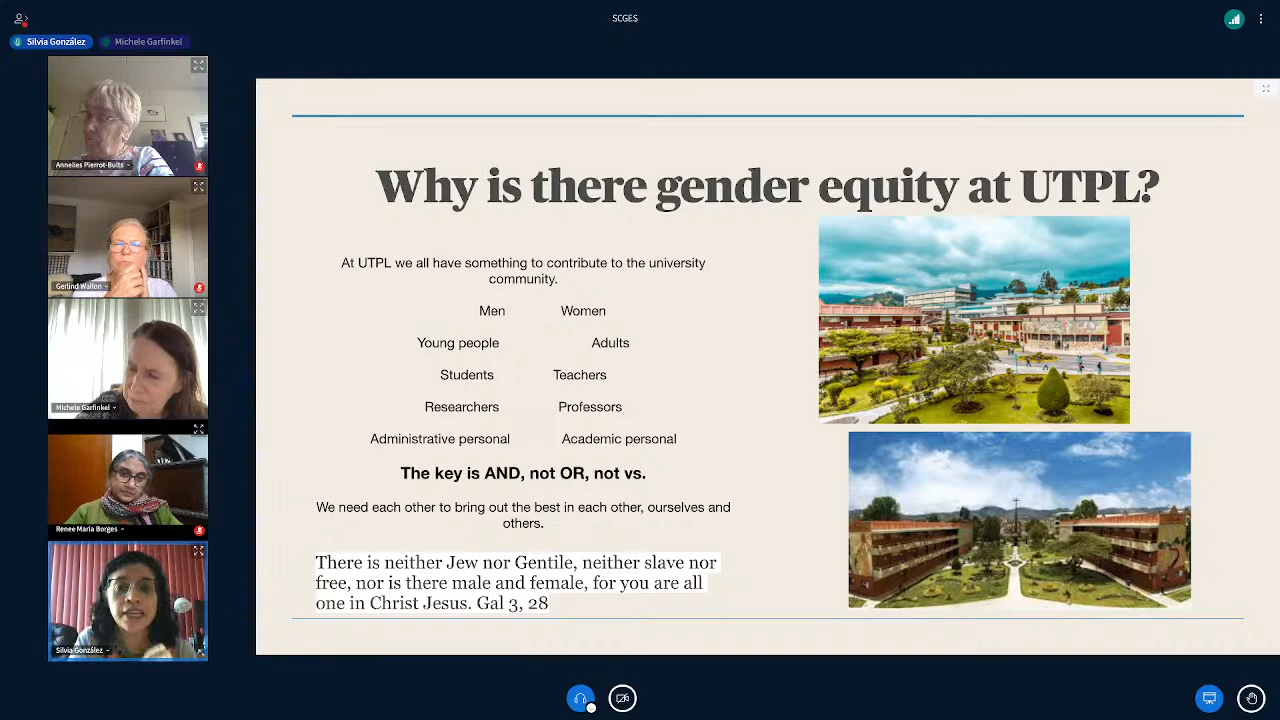 SCGES
Silvia González
Michele Garfinkel
Annelies Pierrot-Bults
Gerlind Wallon
Michele Garfinkel
Renee Maria Borges
Silvia González
Why is there gender equity at UTPL?
At UTPL we all have something to contribute to the university
community.
Men Women
Young people Adults
Students Teachers
Researchers Professors
Administrative personal Academic personal
The key is AND, not OR, not vs.
We need each other to bring out the best in each other, ourselves and
others.
There is neither Jew nor Gentile, neither slave nor
free, nor is there male and female, for you are all
one in Christ Jesus. Gal 3, 28